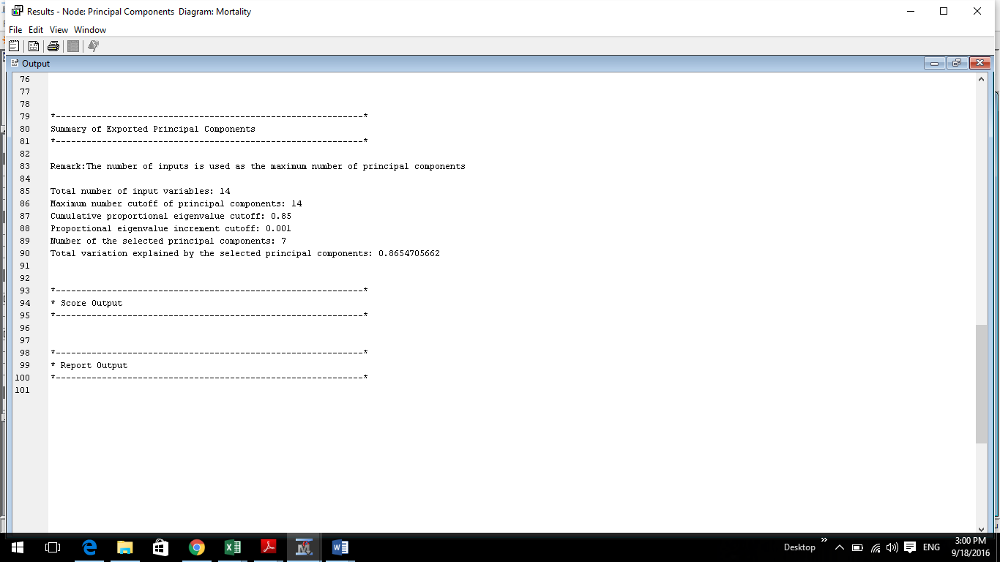 Results - Node: Principal Components Diagram: Mortality
File Edit View Window
Output
76
77
78
79 *------------------------------------------------------------*
80 Summary of Exported Principal Components
81 *------------------------------------------------------------*
82
83 Remark:The number of inputs is used as the maximum number of principal components
84
85 Total number of input variables: 14
86 Maximum number cutoff of principal components: 14
87 Cumulative proportional eigenvalue cutoff: 0.85
88 Proportional eigenvalue increment cutoff: 0.001
89 Number of the selected principal components: 7
90 Total variation explained by the selected principal components: 0.8654705662
91
92
93 *------------------------------------------------------------*
94 * Score Output
95 *------------------------------------------------------------*
96
97
98 *------------------------------------------------------------*
99 * Report Output
100 *------------------------------------------------------------*
101
Desktop » ENG 3:00 PM
9/18/2016